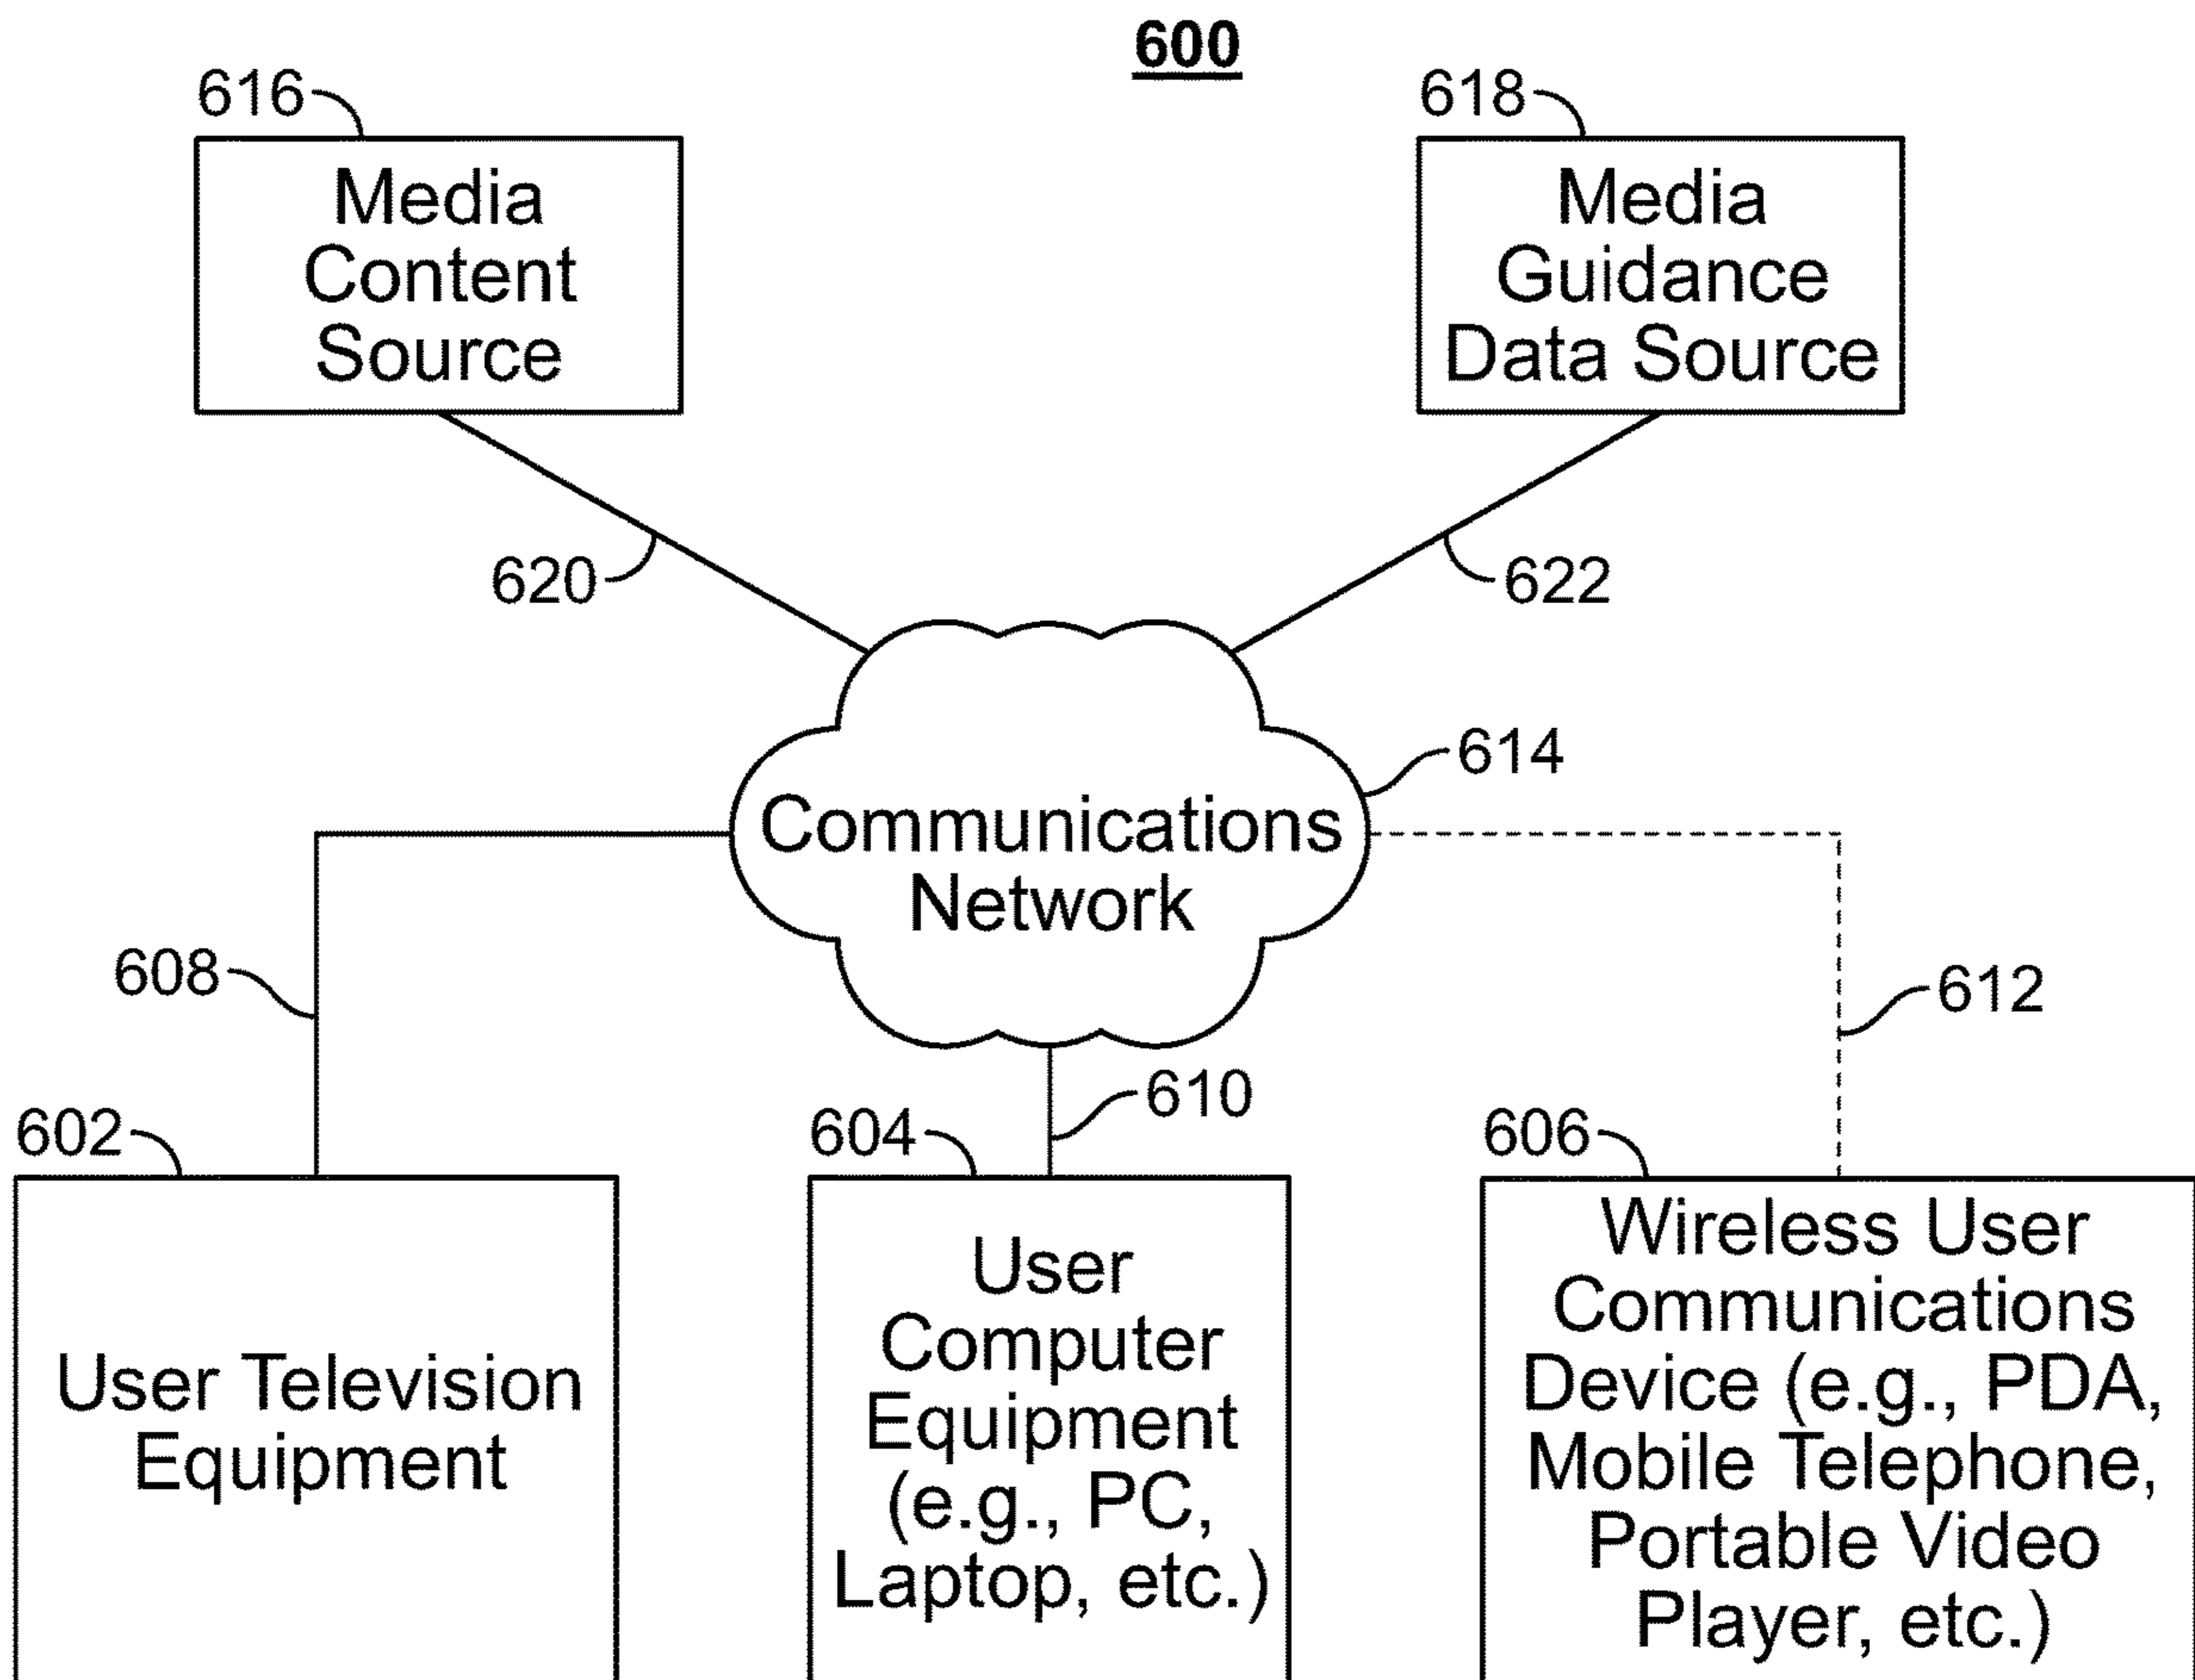 600
616
Media
Content
Source
618
Media
Guidance
Data Source
620
622
614
Communications
Network
608
612
610
602
User Television
Equipment
604
User
Computer
Equipment
(e.g., PC,
Laptop, etc.)
606
Wireless User
Communications
Device (e.g., PDA,
Mobile Telephone,
Portable Video
Player, etc.)